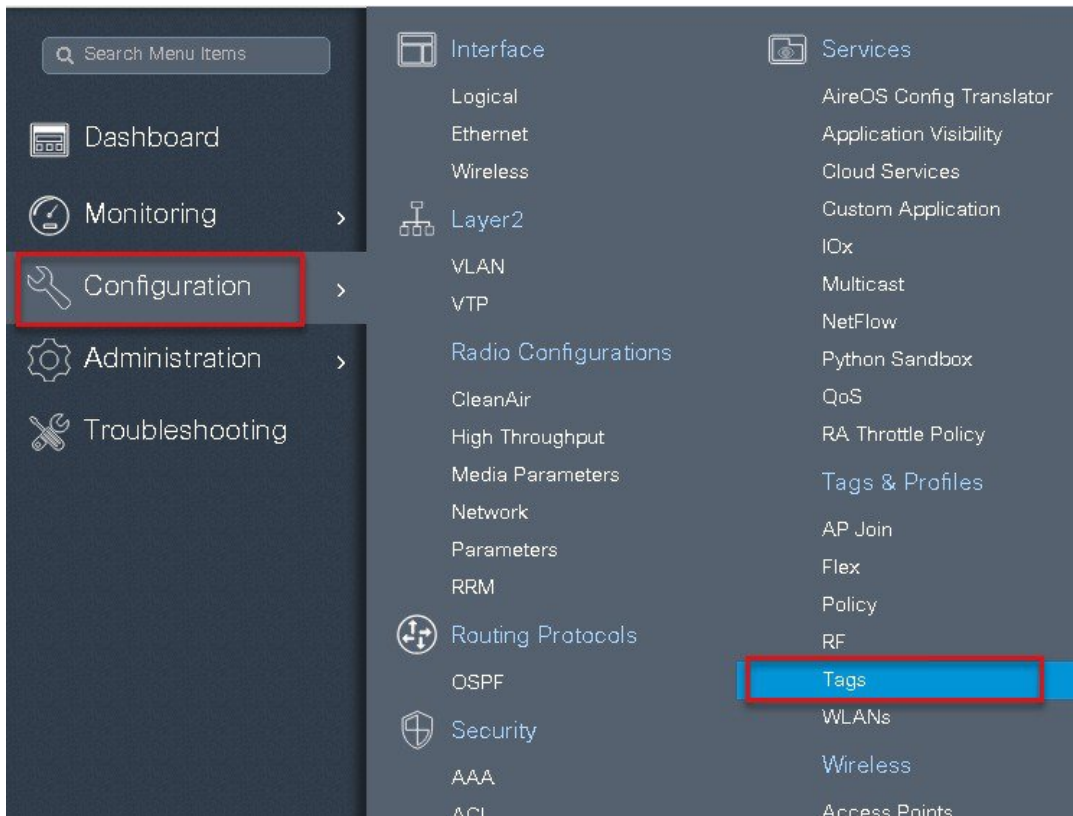 Search Menu Items
Dashboard
Monitoring
Configuration
Administration
Troubleshooting
Interface
Logical
Ethernet
Wireless
Layer2
VLAN
VTP
Radio Configurations
CleanAir
High Throughput
Media Parameters
Network
Parameters
RRM
Routing Protocols
OSPF
Security
AAA
ACL
Services
AireOS Config Translator
Application Visibility
Cloud Services
Custom Application
IOx
Multicast
NetFlow
Python Sandbox
QoS
RA Throttle Policy
Tags & Profiles
AP Join
Flex
Policy
RF
Tags
WLANs
Wireless
Access Points